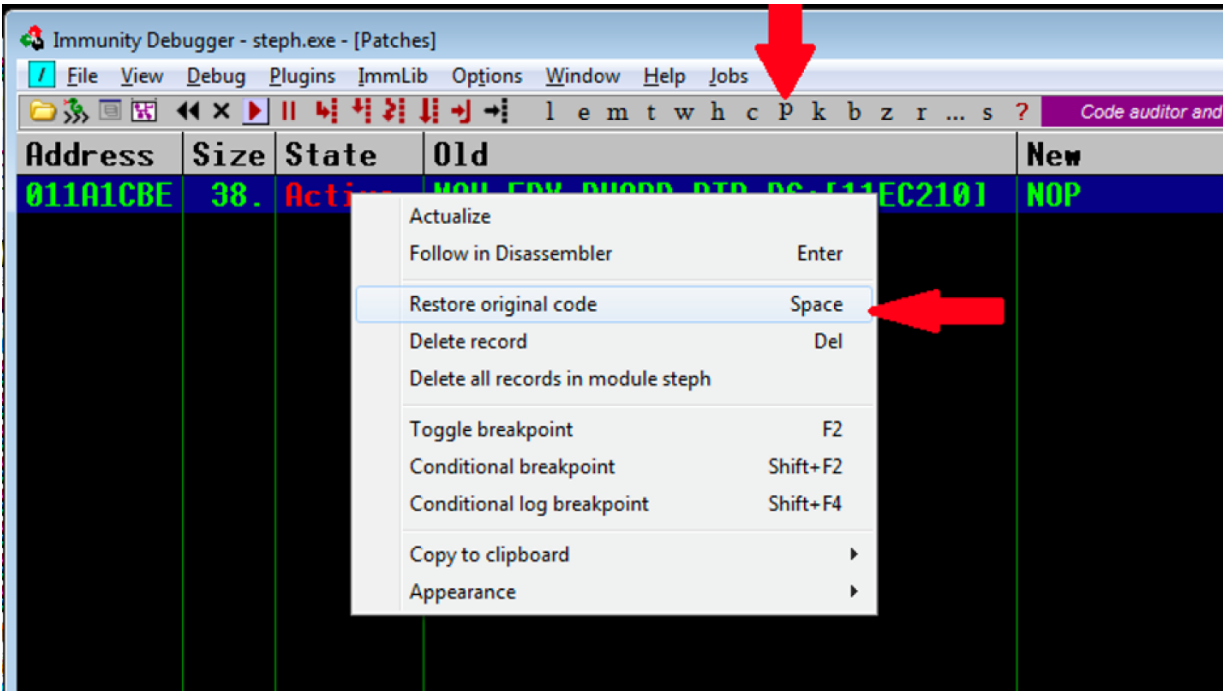 Immunity Debugger - steph.exe - [Patches]
File View Debug Plugins ImmLib Options Window Help Jobs
l e m t w h c P k b z r ... s ? Code auditor and
Address Size State Old New
011A1CBE 38. NOP
Actualize
Follow in Disassembler Enter
Restore original code Space
Delete record Del
Delete all records in module steph
Toggle breakpoint F2
Conditional breakpoint Shift+F2
Conditional log breakpoint Shift+F4
Copy to clipboard
Appearance